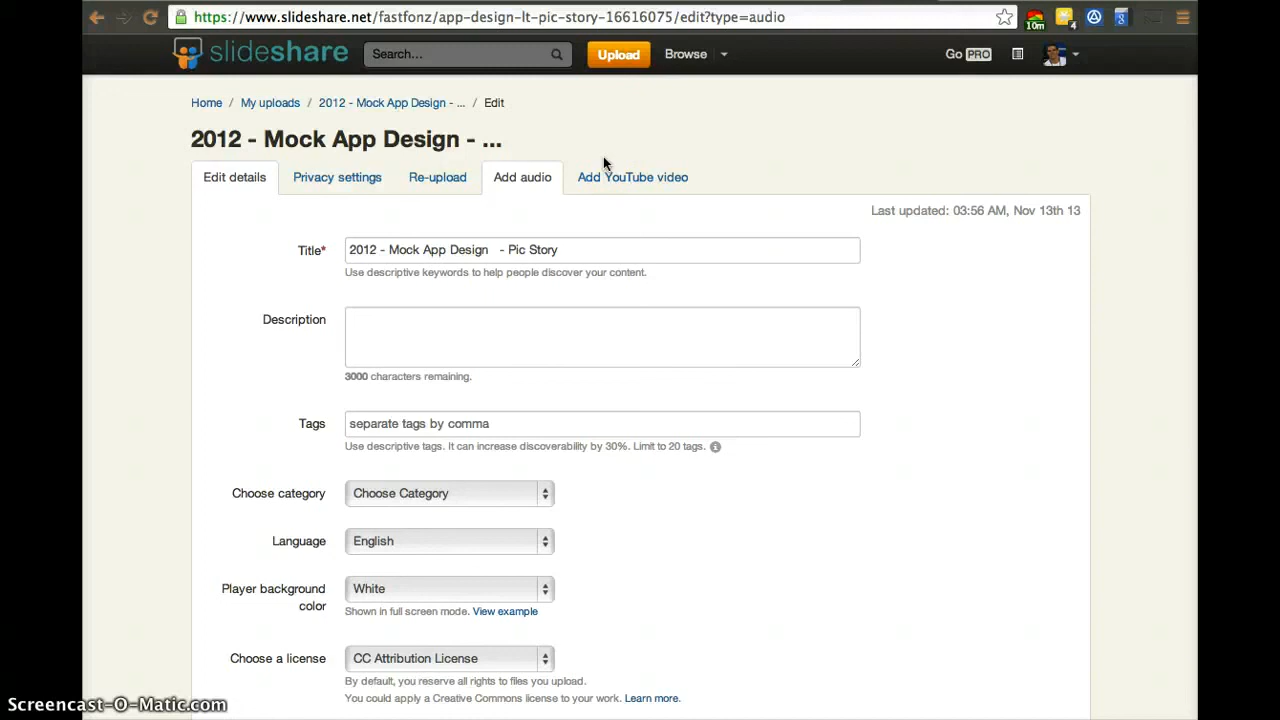 https://www.slideshare.net/fastfonz/app-design-lt-pic-story-16616075/edit?type=audio
10m
4
slideshare
Search...
Upload
Browse
Go PRO
Home / My uploads / 2012 - Mock App Design - ... / Edit
2012 - Mock App Design - ...
Edit details
Privacy settings
Re-upload
Add audio
Add YouTube video
Last updated: 03:56 AM, Nov 13th 13
Title*
2012 - Mock App Design - Pic Story
Use descriptive keywords to help people discover your content.
Description
3000 characters remaining.
Tags
separate tags by comma
Use descriptive tags. It can increase discoverability by 30%. Limit to 20 tags.
Choose category
Choose Category
Language
English
Player background
color
White
Shown in full screen mode. View example
Choose a license
CC Attribution License
By default, you reserve all rights to files you upload.
You could apply a Creative Commons license to your work. Learn more.
Screencast-O-Matic.com